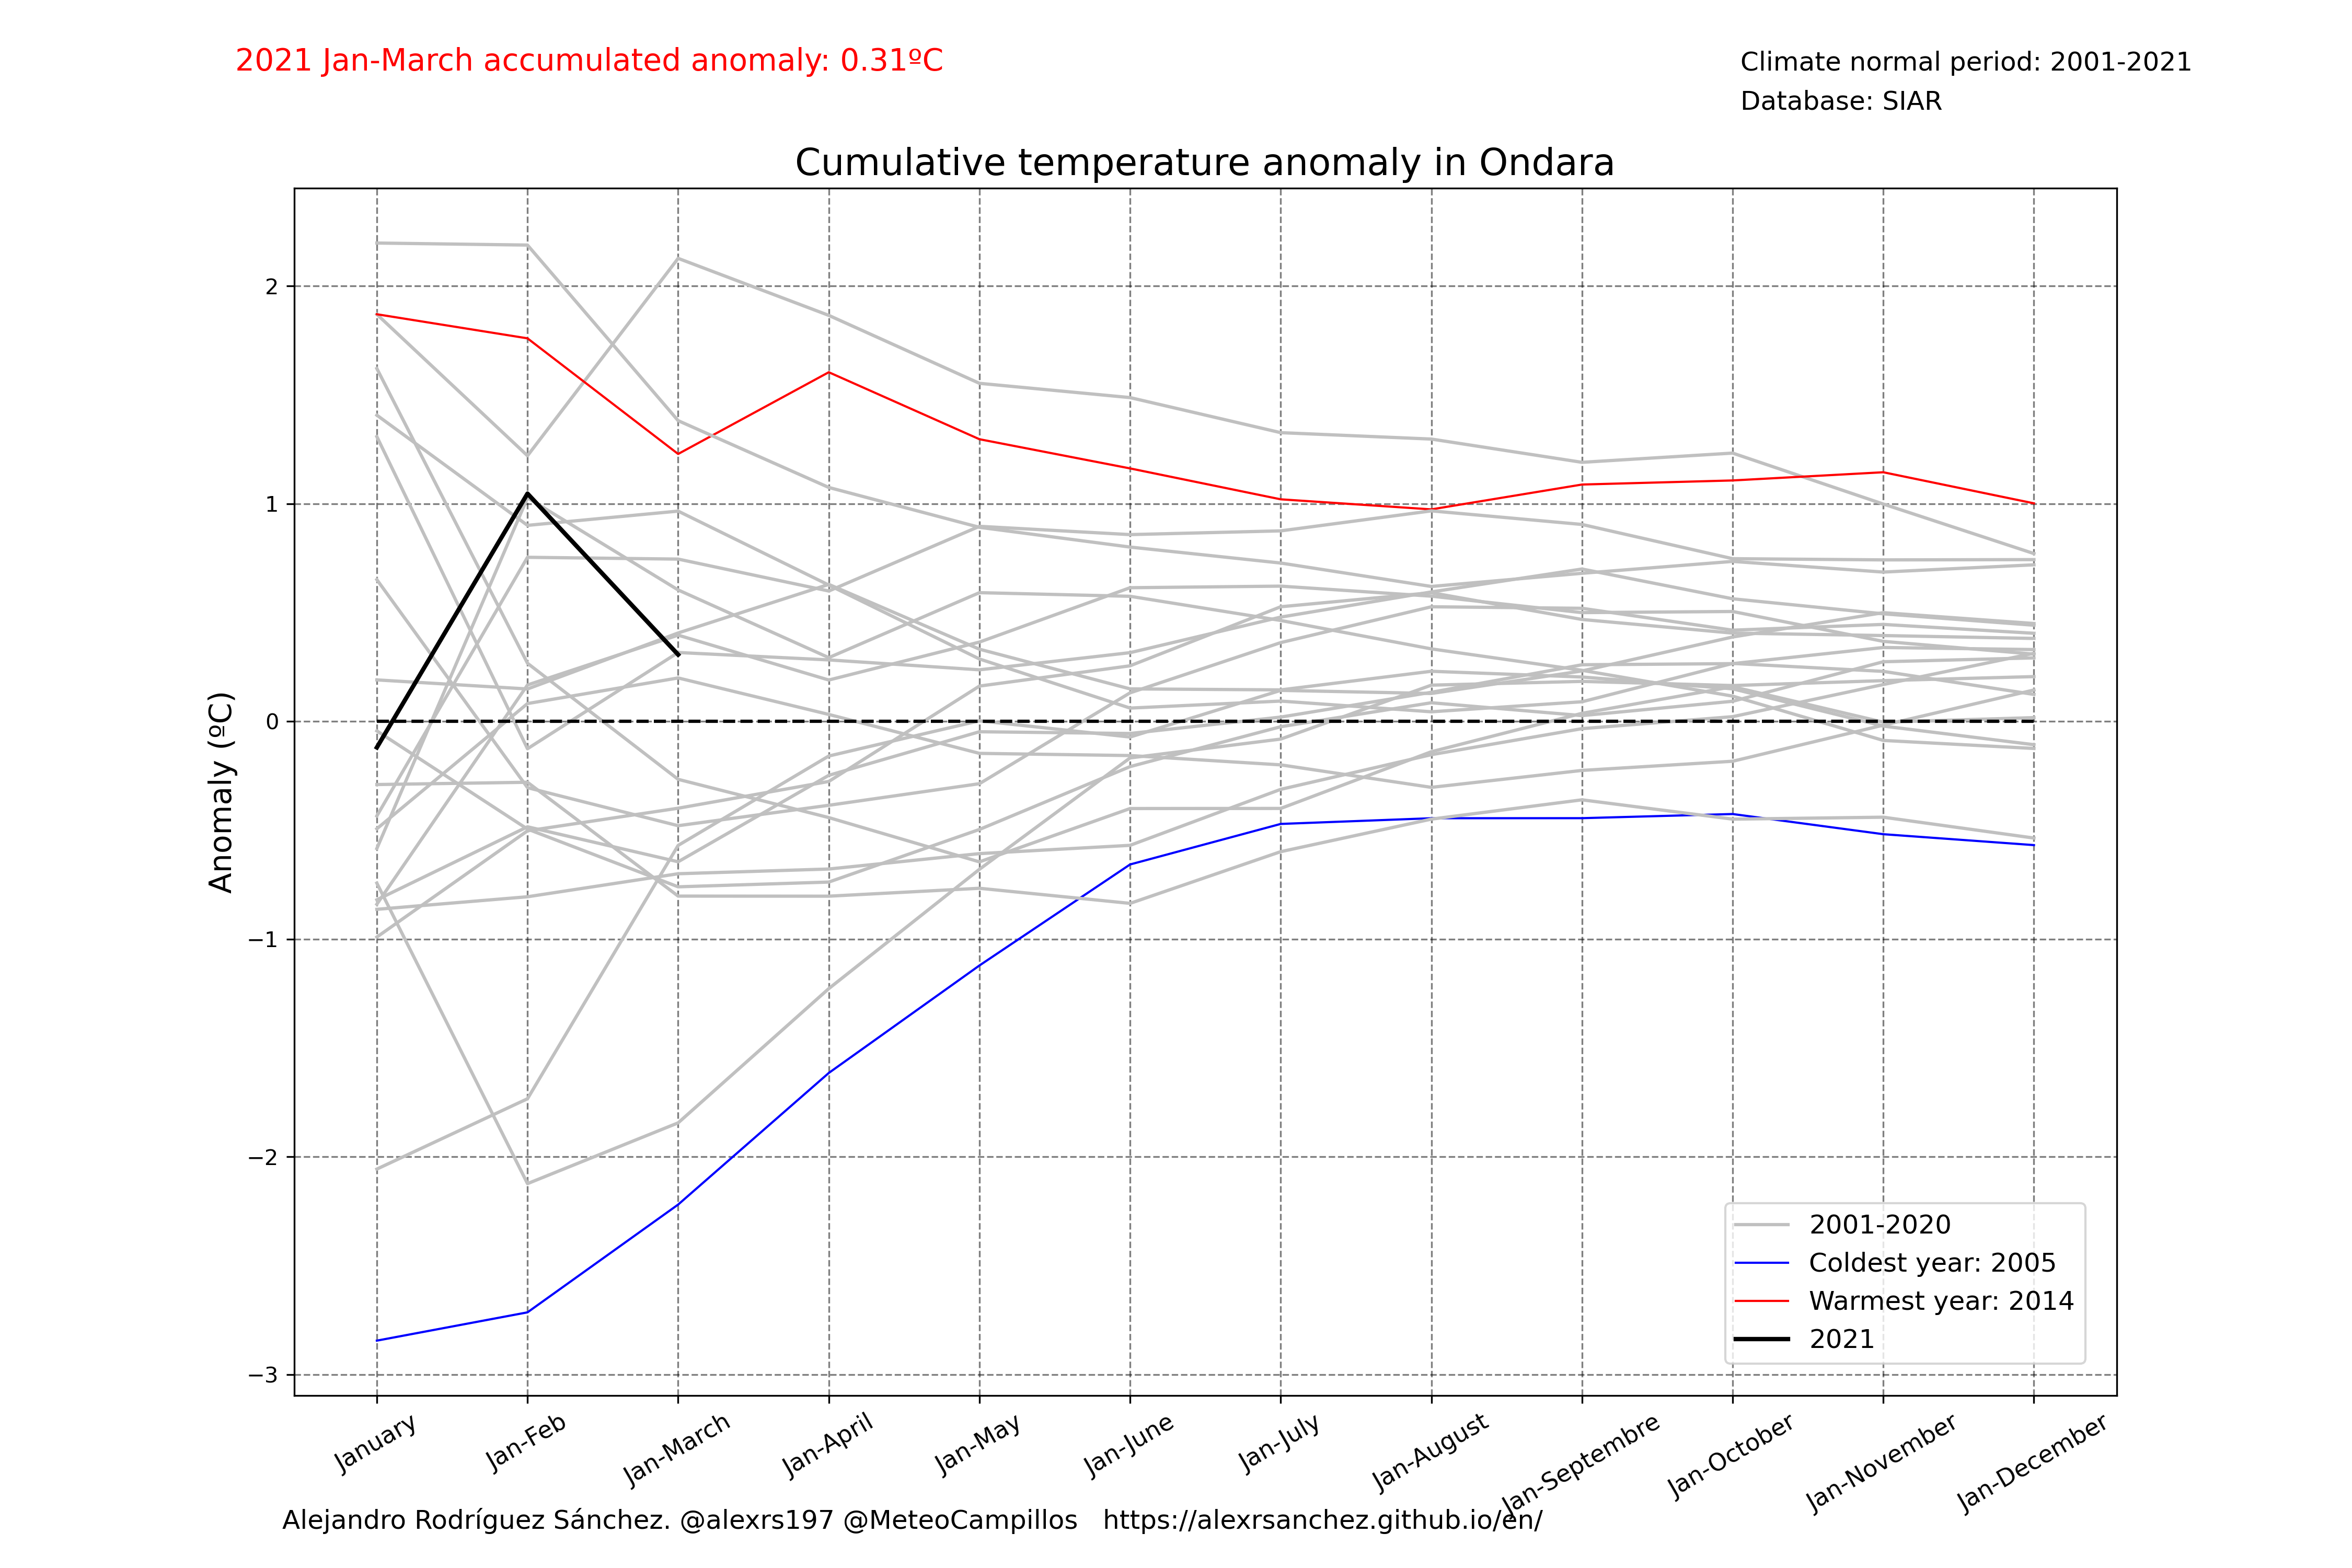 2021 Jan-March accumulated anomaly: 0.31ºC
Climate normal period: 2001-2021
Database: SIAR
Cumulative temperature anomaly in Ondara
Anomaly (ºC)
2
1
0
−1
−2
−3
2001-2020
Coldest year: 2005
Warmest year: 2014
2021
January
Jan-Feb
Jan-March
Jan-April
Jan-May
Jan-June
Jan-July
Jan-August
Jan-Septembre
Jan-October
Jan-November
Jan-December
Alejandro Rodríguez Sánchez. @alexrs197 @MeteoCampillos https://alexrsanchez.github.io/en/